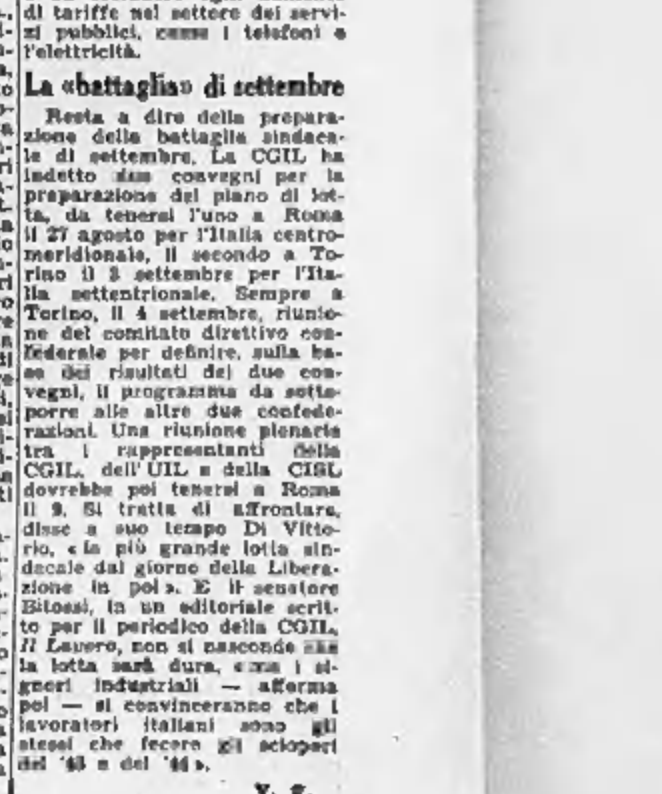 di tariffe nel settore dei servi-
zi pubblici, come i telefoni e
l'elettricità.
La «battaglia» di settembre
Resta a dire della prepara-
zione della battaglia sindaca-
le di settembre. La CGIL ha
indetto due convegni per la
preparazione del piano di lot-
ta, da tenersi l'uno a Roma
il 27 agosto per l'Italia centro-
meridionale, il secondo a To-
rino il 3 settembre per l'Ita-
lia settentrionale. Sempre a
Torino, il 4 settembre, riunio-
ne del comitato direttivo con-
federale per definire, sulla ba-
se dei risultati dei due con-
vegni, il programma da sotto-
porre alle altre due confede-
razioni. Una riunione plenaria
tra i rappresentanti della
CGIL, dell'UIL e della CISL
dovrebbe poi tenersi a Roma
il 9. Si tratta di affrontare,
disse a suo tempo Di Vitto-
rio, «la più grande lotta sin-
dacale dal giorno della Libera-
zione in poi». E il senatore
Bitossi, in un editoriale scrit-
to per il periodico della CGIL,
Il Lavoro, non si nasconde che
la lotta sarà dura, «ma i si-
gnori industriali — afferma
poi — si convinceranno che i
lavoratori italiani sono gli
stessi che fecero gli scioperi
del '43 e del '44».